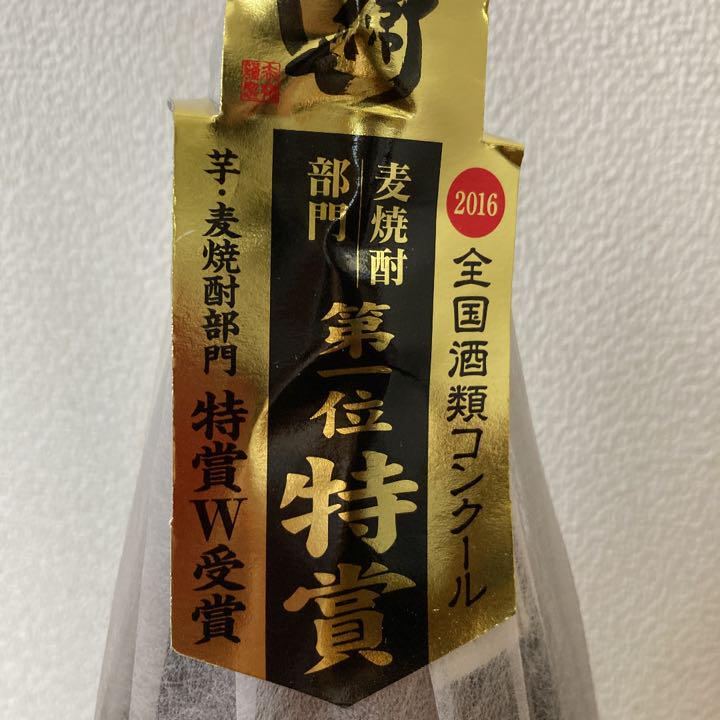 2016
全国酒類コンクール
麦焼酎
部門
第一位
特賞
芋・麦焼酎部門
特賞W受賞